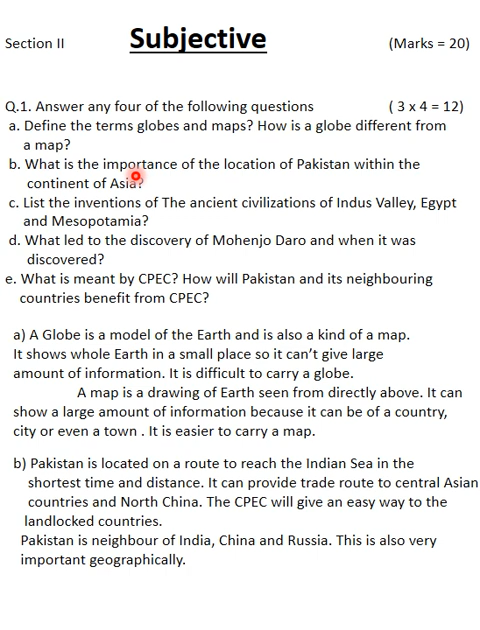 Section II
Subjective
(Marks = 20)
Q.1. Answer any four of the following questions ( 3 x 4 = 12)
a. Define the terms globes and maps? How is a globe different from
a map?
b. What is the importance of the location of Pakistan within the
continent of Asia?
c. List the inventions of The ancient civilizations of Indus Valley, Egypt
and Mesopotamia?
d. What led to the discovery of Mohenjo Daro and when it was
discovered?
e. What is meant by CPEC? How will Pakistan and its neighbouring
countries benefit from CPEC?
a) A Globe is a model of the Earth and is also a kind of a map.
It shows whole Earth in a small place so it can't give large
amount of information. It is difficult to carry a globe.
A map is a drawing of Earth seen from directly above. It can
show a large amount of information because it can be of a country,
city or even a town . It is easier to carry a map.
b) Pakistan is located on a route to reach the Indian Sea in the
shortest time and distance. It can provide trade route to central Asian
countries and North China. The CPEC will give an easy way to the
landlocked countries.
Pakistan is neighbour of India, China and Russia. This is also very
important geographically.